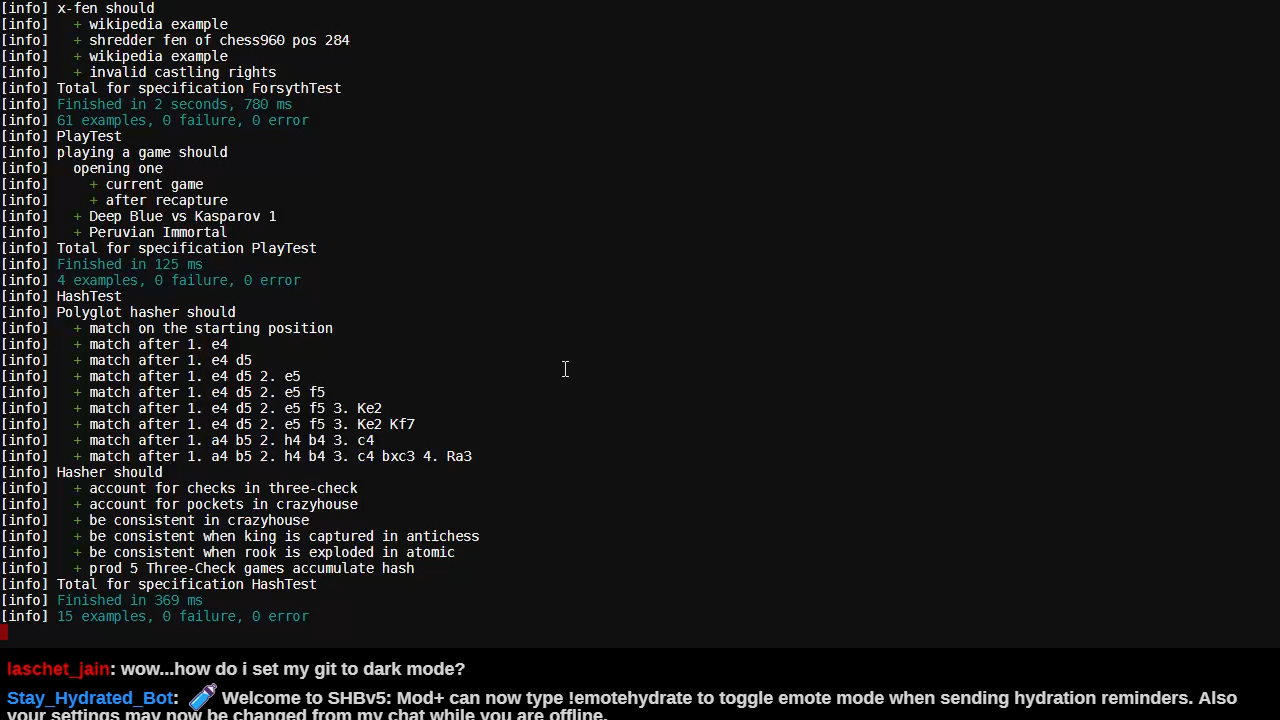 [info] x-fen should
[info]   + wikipedia example
[info]   + shredder fen of chess960 pos 284
[info]   + wikipedia example
[info]   + invalid castling rights
[info] Total for specification ForsythTest
[info] Finished in 2 seconds, 780 ms
[info] 61 examples, 0 failure, 0 error
[info] PlayTest
[info] playing a game should
[info]   opening one
[info]     + current game
[info]     + after recapture
[info]   + Deep Blue vs Kasparov 1
[info]   + Peruvian Immortal
[info] Total for specification PlayTest
[info] Finished in 125 ms
[info] 4 examples, 0 failure, 0 error
[info] HashTest
[info] Polyglot hasher should
[info]   + match on the starting position
[info]   + match after 1. e4
[info]   + match after 1. e4 d5
[info]   + match after 1. e4 d5 2. e5
[info]   + match after 1. e4 d5 2. e5 f5
[info]   + match after 1. e4 d5 2. e5 f5 3. Ke2
[info]   + match after 1. e4 d5 2. e5 f5 3. Ke2 Kf7
[info]   + match after 1. a4 b5 2. h4 b4 3. c4
[info]   + match after 1. a4 b5 2. h4 b4 3. c4 bxc3 4. Ra3
[info] Hasher should
[info]   + account for checks in three-check
[info]   + account for pockets in crazyhouse
[info]   + be consistent in crazyhouse
[info]   + be consistent when king is captured in antichess
[info]   + be consistent when rook is exploded in atomic
[info]   + prod 5 Three-Check games accumulate hash
[info] Total for specification HashTest
[info] Finished in 369 ms
[info] 15 examples, 0 failure, 0 error
laschet_jain: wow...how do i set my git to dark mode?
Stay_Hydrated_Bot: Welcome to SHBv5: Mod+ can now type !emotehydrate to toggle emote mode when sending hydration reminders. Also
your settings may now be changed from my chat while you are offline.